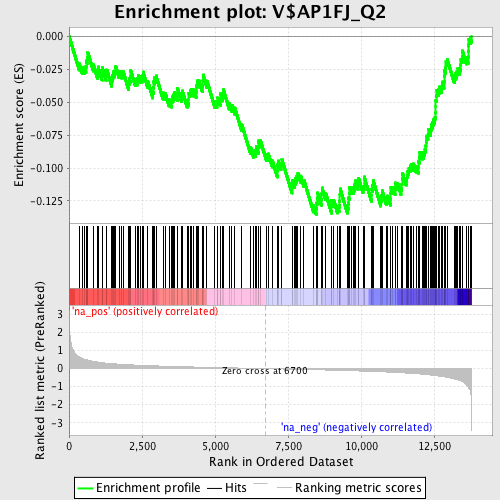 Enrichment plot: V$AP1FJ_Q2
Enrichment score (ES)
0.000
-0.025
-0.050
-0.075
-0.100
-0.125
'na_pos' (positively correlated)
Ranked list metric (PreRanked)
3
2
1
0
-1
-2
-3
Zero cross at 6700
'na_neg' (negatively correlated)
0
2,500
5,000
7,500
10,000
12,500
Rank in Ordered Dataset
Enrichment profile
Hits
Ranking metric scores